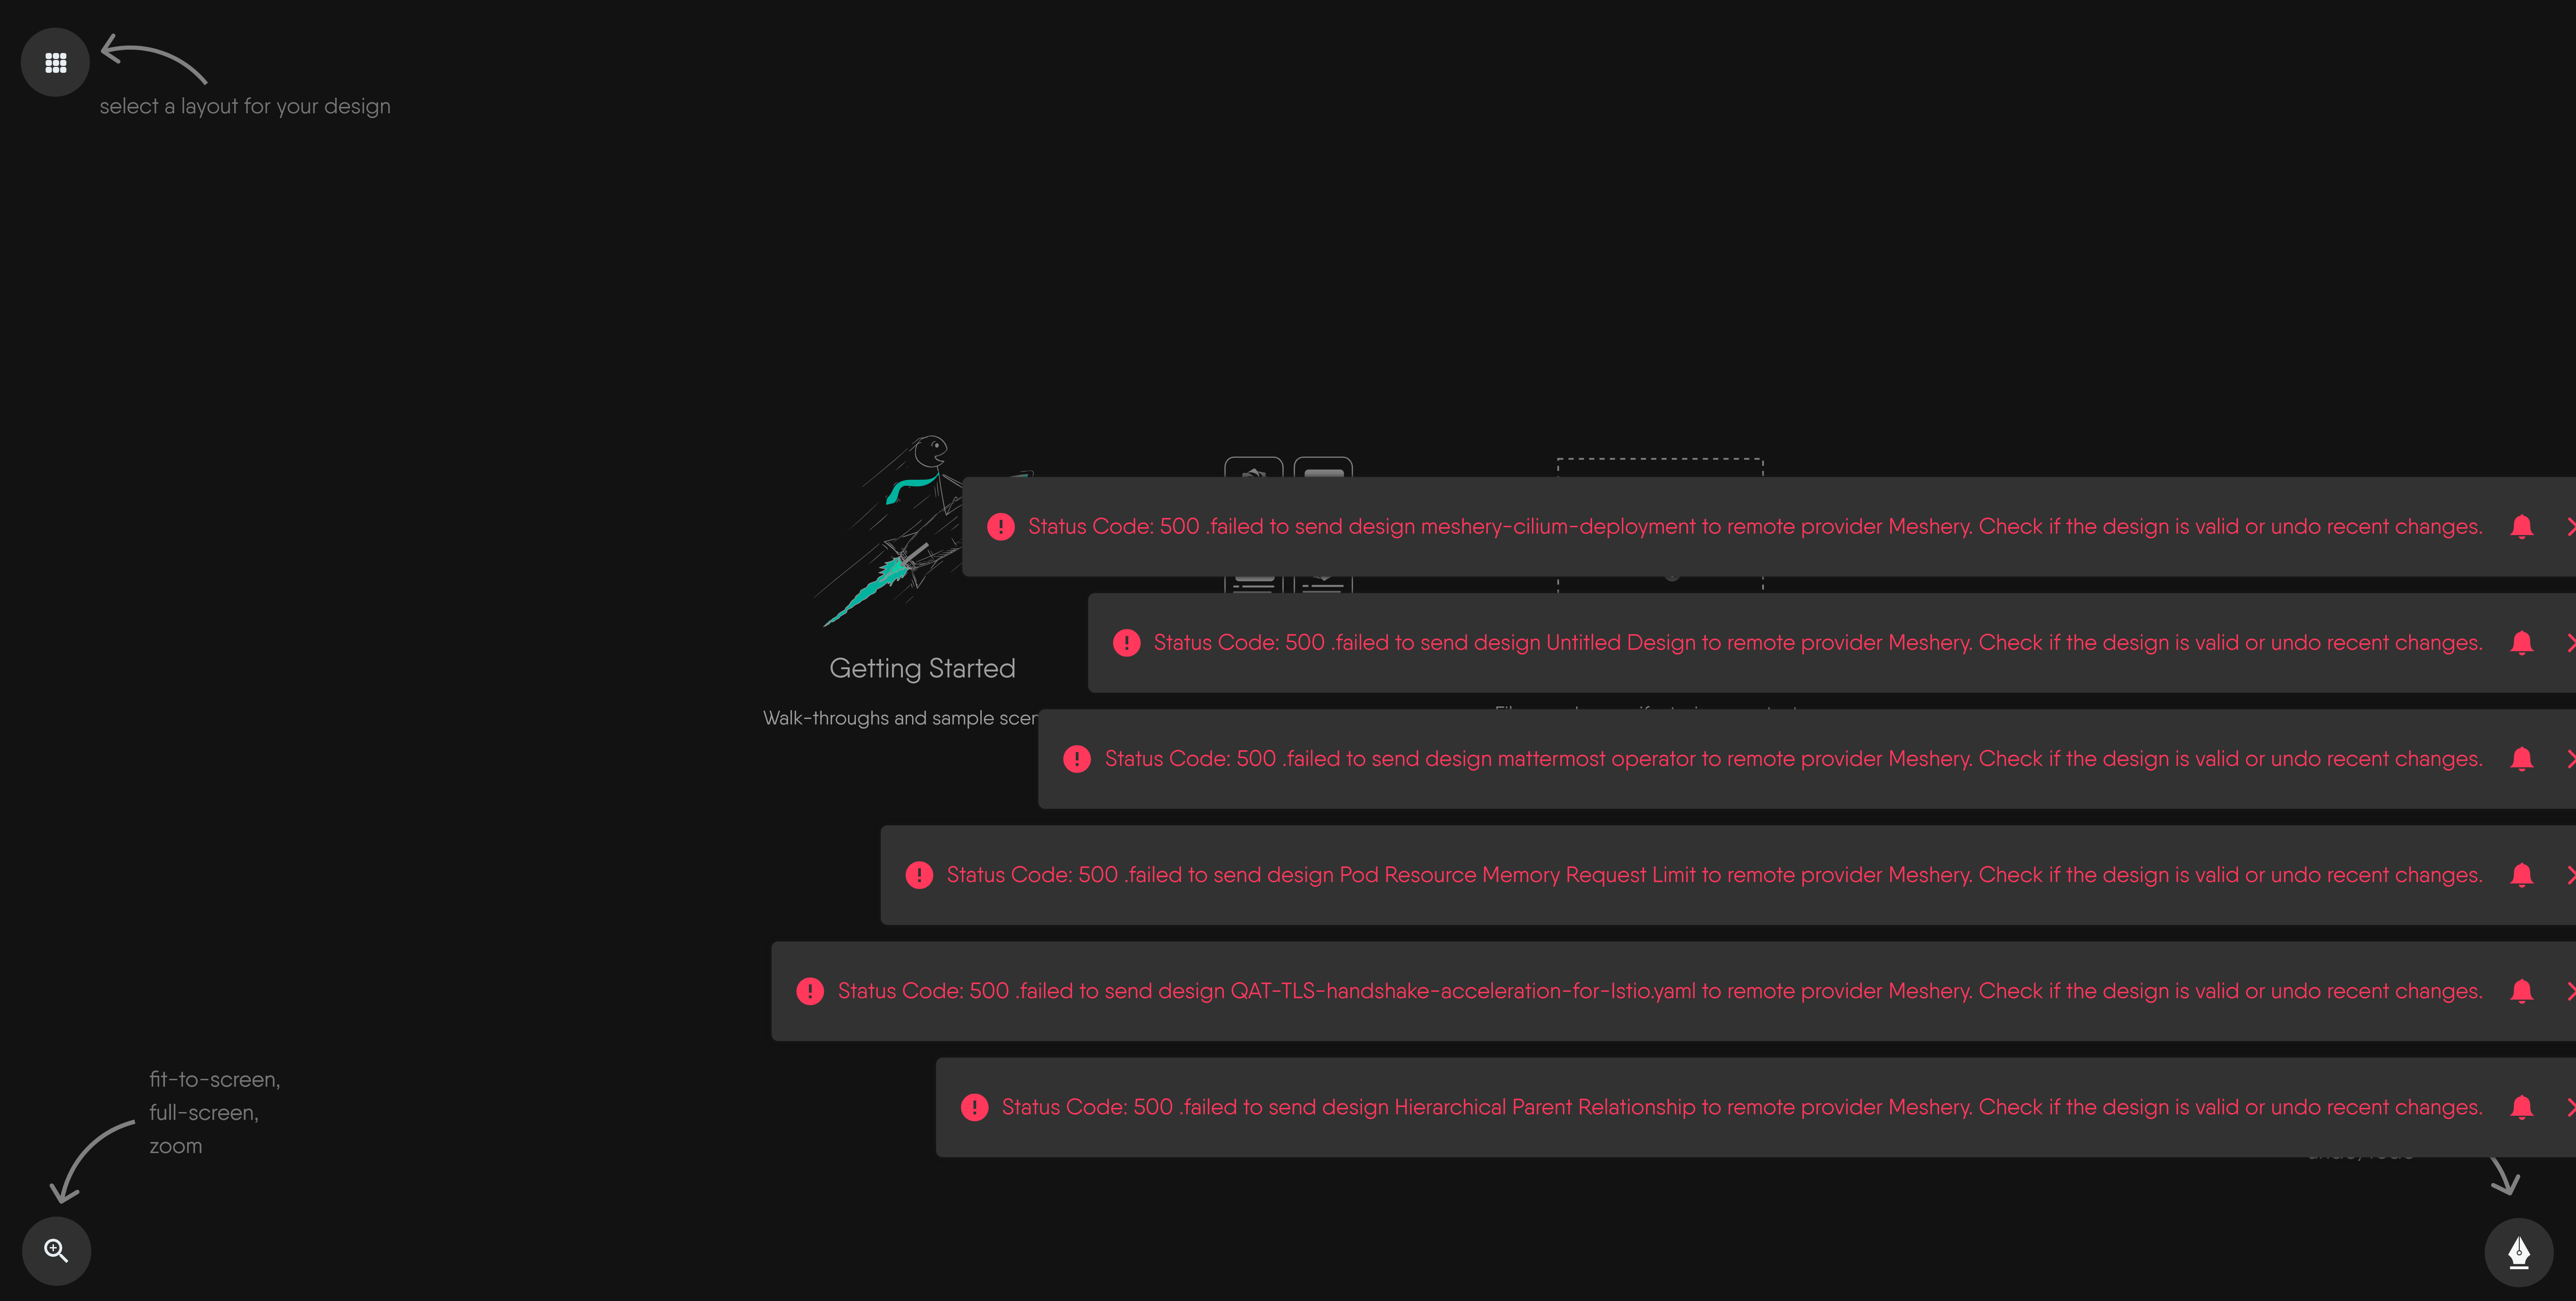 select a layout for your design
Status Code: 500 .failed to send design meshery-cilium-deployment to remote provider Meshery. Check if the design is valid or undo recent changes.
Status Code: 500 .failed to send design Untitled Design to remote provider Meshery. Check if the design is valid or undo recent changes.
Getting Started
Walk-throughs and sample
Status Code: 500 .failed to send design mattermost operator to remote provider Meshery. Check if the design is valid or undo recent changes.
Status Code: 500 .failed to send design Pod Resource Memory Request Limit to remote provider Meshery. Check if the design is valid or undo recent changes.
Status Code: 500 .failed to send design QAT-TLS-handshake-acceleration-for-Istio.yaml to remote provider Meshery. Check if the design is valid or undo recent changes.
Status Code: 500 .failed to send design Hierarchical Parent Relationship to remote provider Meshery. Check if the design is valid or undo recent changes.
fit-to-screen,
full-screen,
zoom